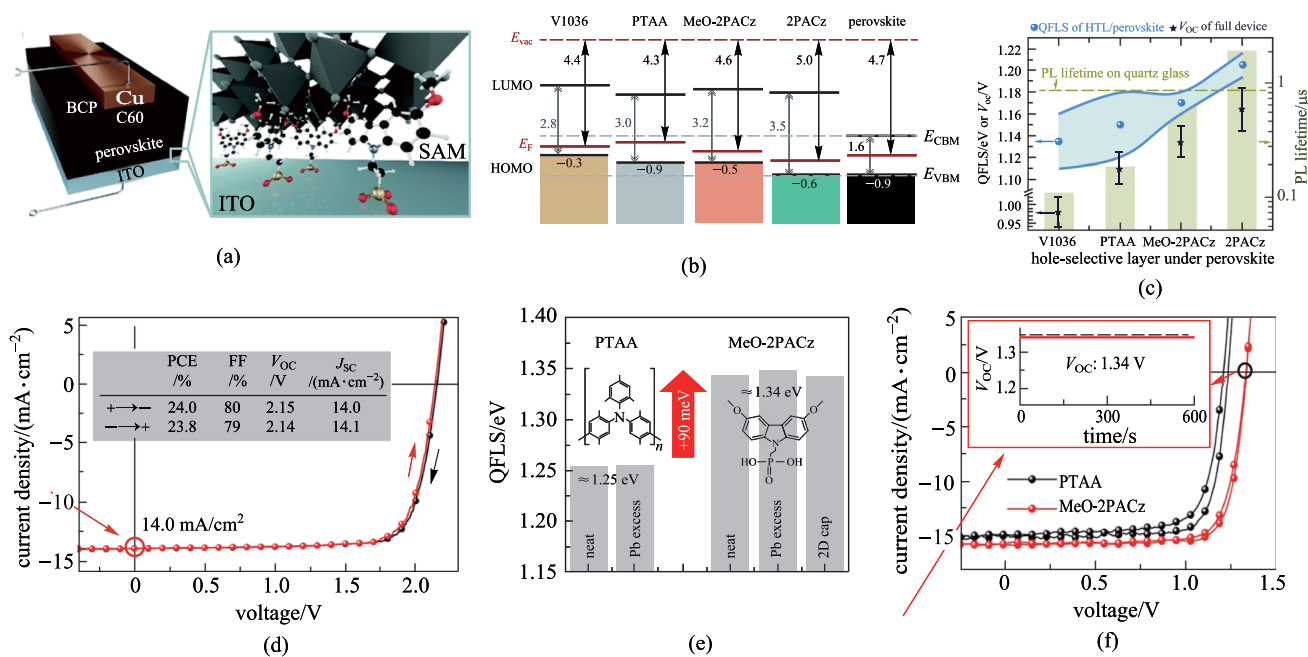 BCP
Cu
C60
perovskite
ITO
SAM
ITO
(a)
V1036 PTAA MeO-2PACz 2PACz perovskite
Evac
4.4 4.3 4.6 5.0 4.7
LUMO
2.8 3.0 3.2 3.5 1.6
ECBM
EF
HOMO
EVBM
−0.3 −0.9 −0.5 −0.6 −0.9
(b)
QFLS of HTL/perovskite VOC of full device
1.22
1.20
1.18
1.16
1.14
1.12
1.10
1.00
0.95
QFLS/eV or Voc/V
PL lifetime on quartz glass
1
0.1
PL lifetime/μs
V1036 PTAA MeO-2PACz 2PACz
hole-selective layer under perovskite
(c)
current density/(mA·cm−2)
5
0
−5
−10
−15
PCE FF VOC JSC
/% /% /V /(mA·cm−2)
+→− 24.0 80 2.15 14.0
−→+ 23.8 79 2.14 14.1
14.0 mA/cm2
0 0.5 1.0 1.5 2.0
voltage/V
(d)
QFLS/eV
1.40
1.35
1.30
1.25
1.20
1.15
PTAA
N
n
+90 meV
MeO-2PACz
≈1.34 eV
O O
N
HO P OH
O
≈1.25 eV
neat
Pb excess
neat
Pb excess
2D cap
(e)
current density/(mA·cm−2)
5
0
−5
−10
−15
VOC/V
1.3
1.2
VOC: 1.34 V
0 300 600
time/s
PTAA
MeO-2PACz
0 0.5 1.0 1.5
voltage/V
(f)